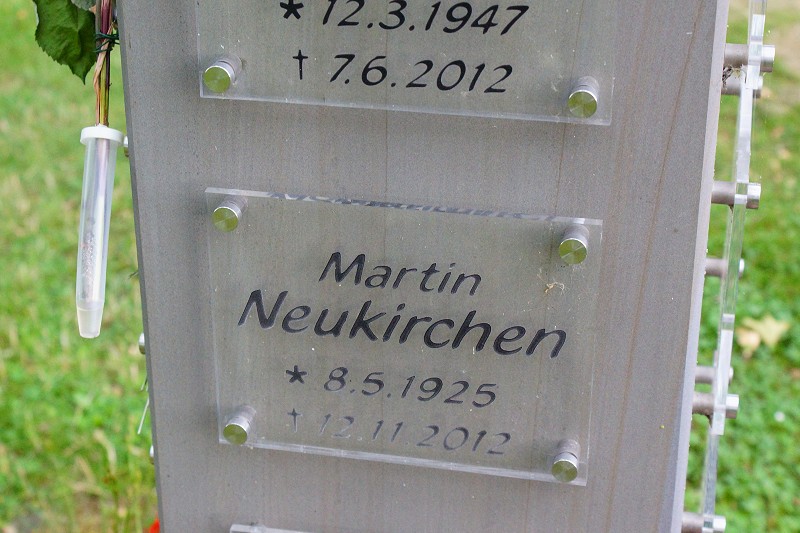 * 12.3.1947
† 7.6.2012
Martin
Neukirchen
* 8.5.1925
† 12.11.2012